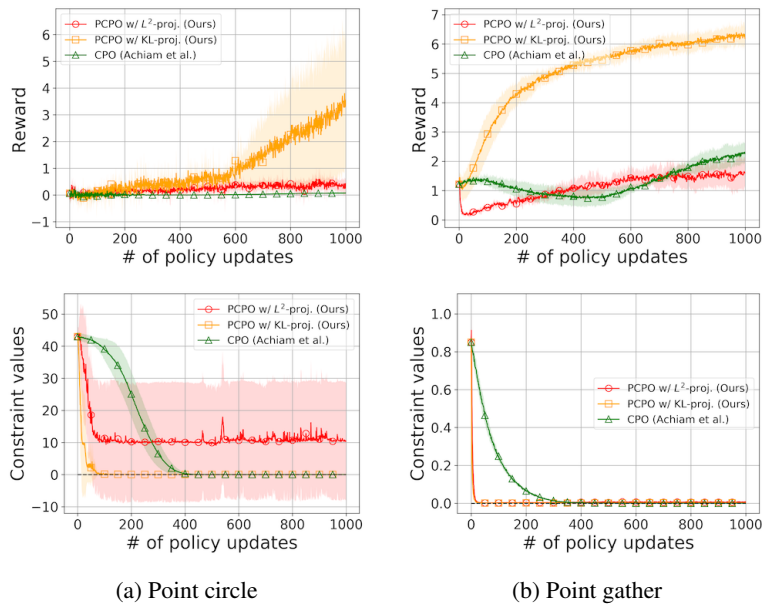 PCPO w/ L²-proj. (Ours)
PCPO w/ KL-proj. (Ours)
CPO (Achiam et al.)
Reward
6
5
4
3
2
1
0
−1
0 200 400 600 800 1000
# of policy updates
PCPO w/ L²-proj. (Ours)
PCPO w/ KL-proj. (Ours)
CPO (Achiam et al.)
Reward
7
6
5
4
3
2
1
0
0 200 400 600 800 1000
# of policy updates
PCPO w/ L²-proj. (Ours)
PCPO w/ KL-proj. (Ours)
CPO (Achiam et al.)
Constraint values
50
40
30
20
10
0
−10
0 200 400 600 800 1000
# of policy updates
PCPO w/ L²-proj. (Ours)
PCPO w/ KL-proj. (Ours)
CPO (Achiam et al.)
Constraint values
1.0
0.8
0.6
0.4
0.2
0.0
0 200 400 600 800 1000
# of policy updates
(a) Point circle
(b) Point gather